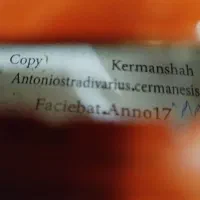 Copy Kermanshah
Antoniostradivarius.cermanesis
Faciebat.Anno17